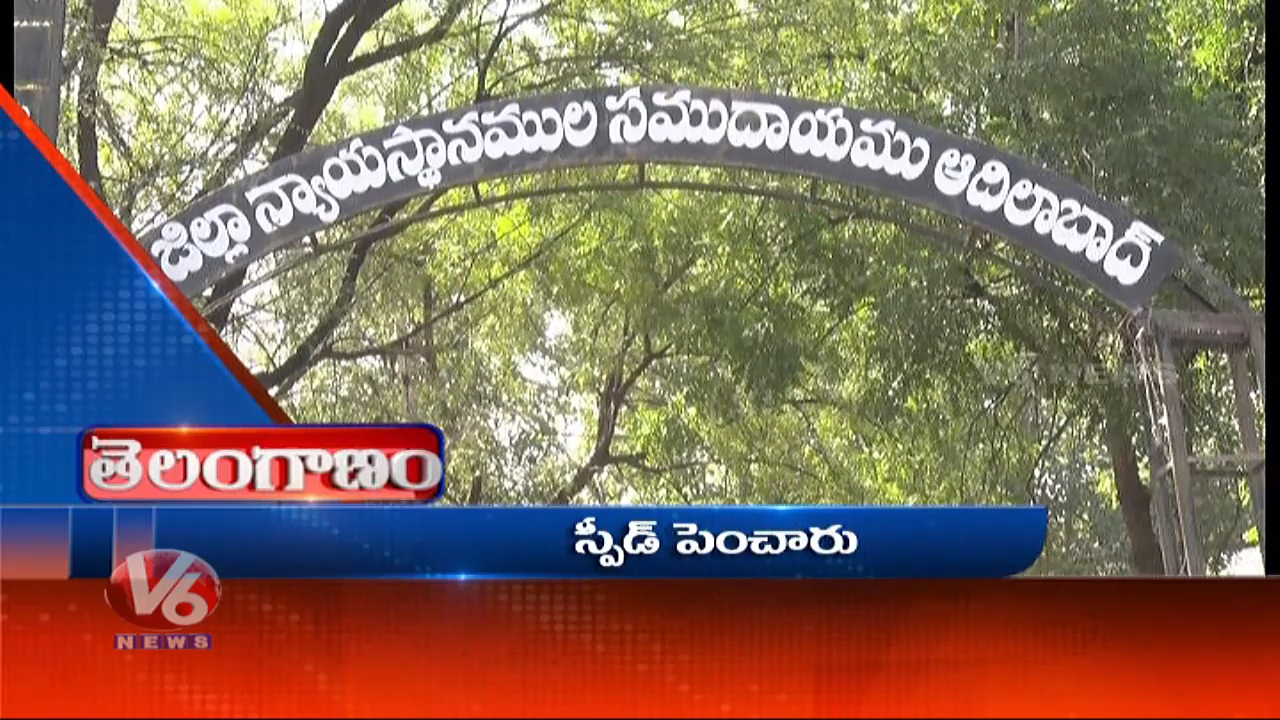 జిల్లా న్యాయస్థానముల సముదాయము ఆదిలాబాద్
తెలంగాణం
స్పీడ్ పెంచారు
V6
NEWS